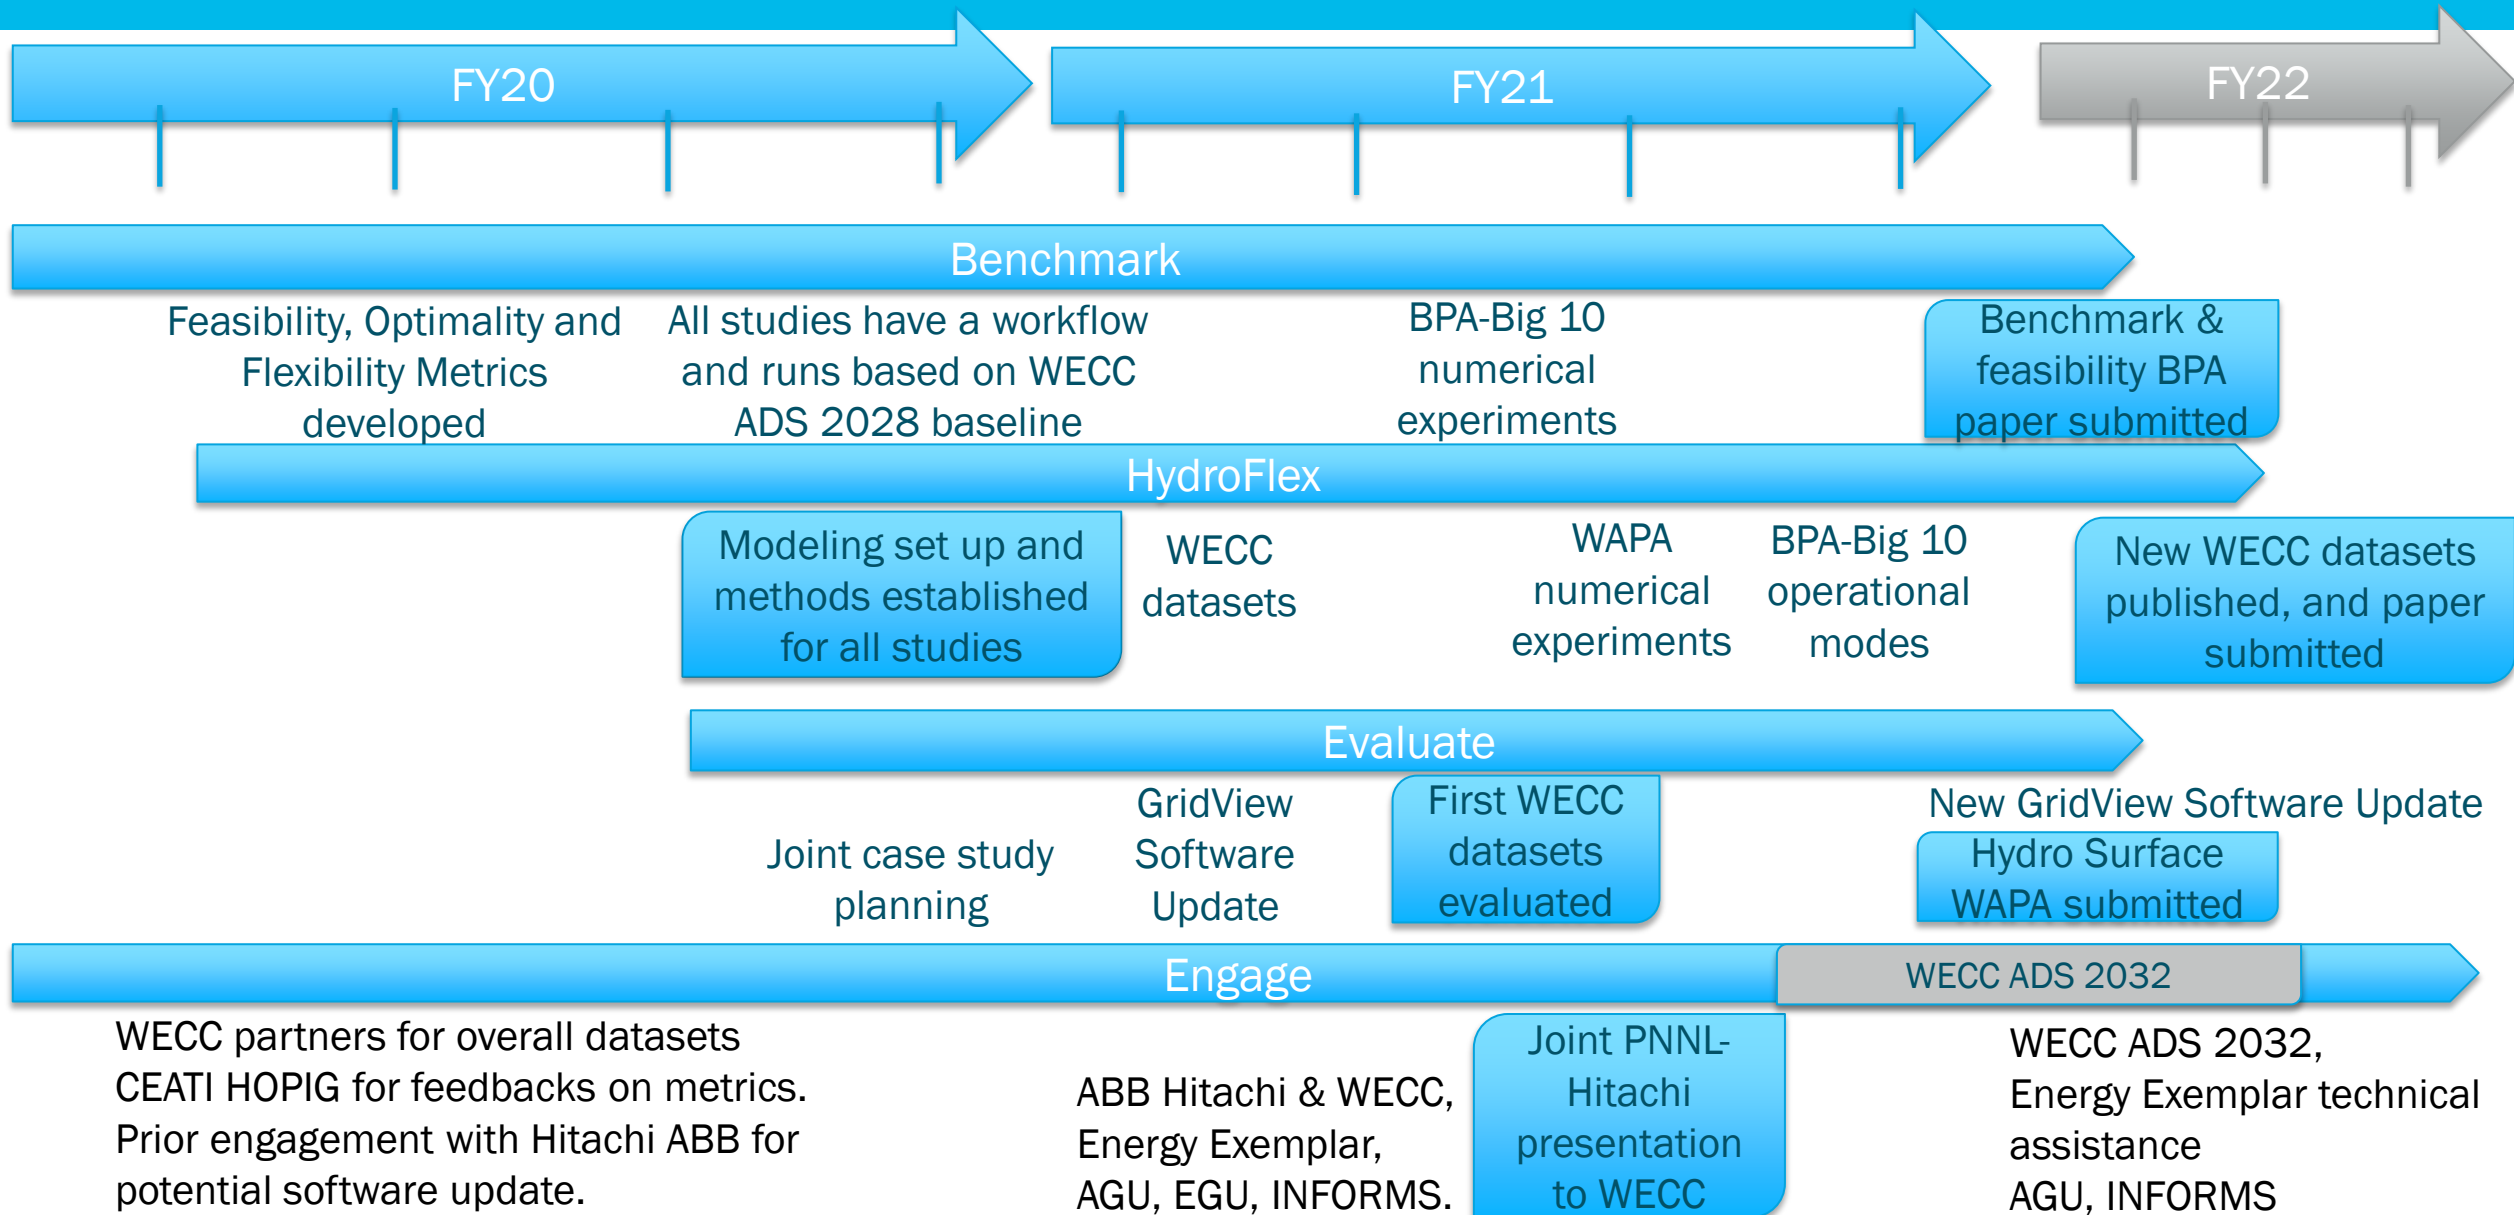 FY20
FY21
FY22
Benchmark
Feasibility, Optimality and
Flexibility Metrics
developed
All studies have a workflow
and runs based on WECC
ADS 2028 baseline
BPA-Big 10
numerical
experiments
Benchmark &
feasibility BPA
paper submitted
HydroFlex
Modeling set up and
methods established
for all studies
WECC
datasets
WAPA
numerical
experiments
BPA-Big 10
operational
modes
New WECC datasets
published, and paper
submitted
Evaluate
Joint case study
planning
GridView
Software
Update
First WECC
datasets
evaluated
New GridView Software Update
Hydro Surface
WAPA submitted
Engage
WECC ADS 2032
WECC partners for overall datasets
CEATI HOPIG for feedbacks on metrics.
Prior engagement with Hitachi ABB for
potential software update.
ABB Hitachi & WECC,
Energy Exemplar,
AGU, EGU, INFORMS.
Joint PNNL-
Hitachi
presentation
to WECC
WECC ADS 2032,
Energy Exemplar technical
assistance
AGU, INFORMS